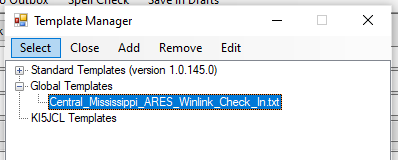 Outbox Spell Check Save in Drafts
Template Manager
Select Close Add Remove Edit
Standard Templates (version 1.0.145.0)
Global Templates
Central_Mississippi_ARES_Winlink_Check_In.txt
KI5JCL Templates